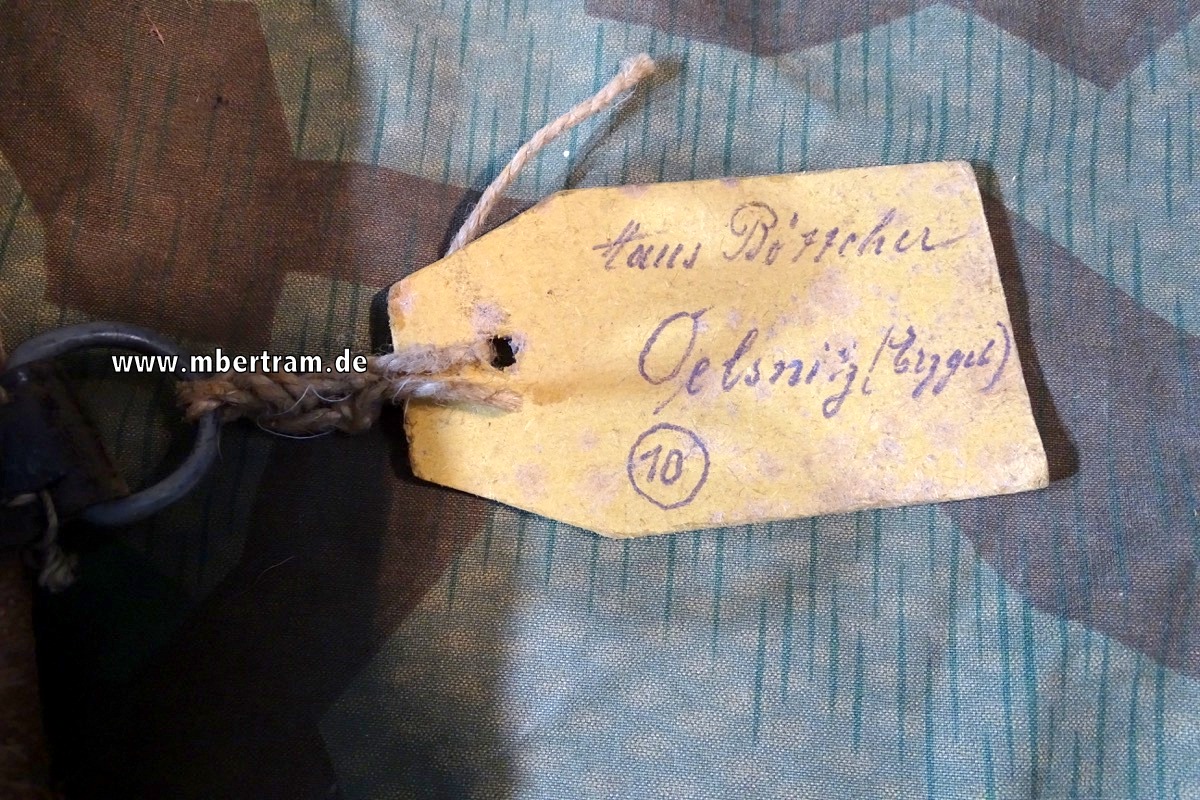 Hans Böttcher
Oelsnitz (Erzgeb)
10
www.mbertram.de